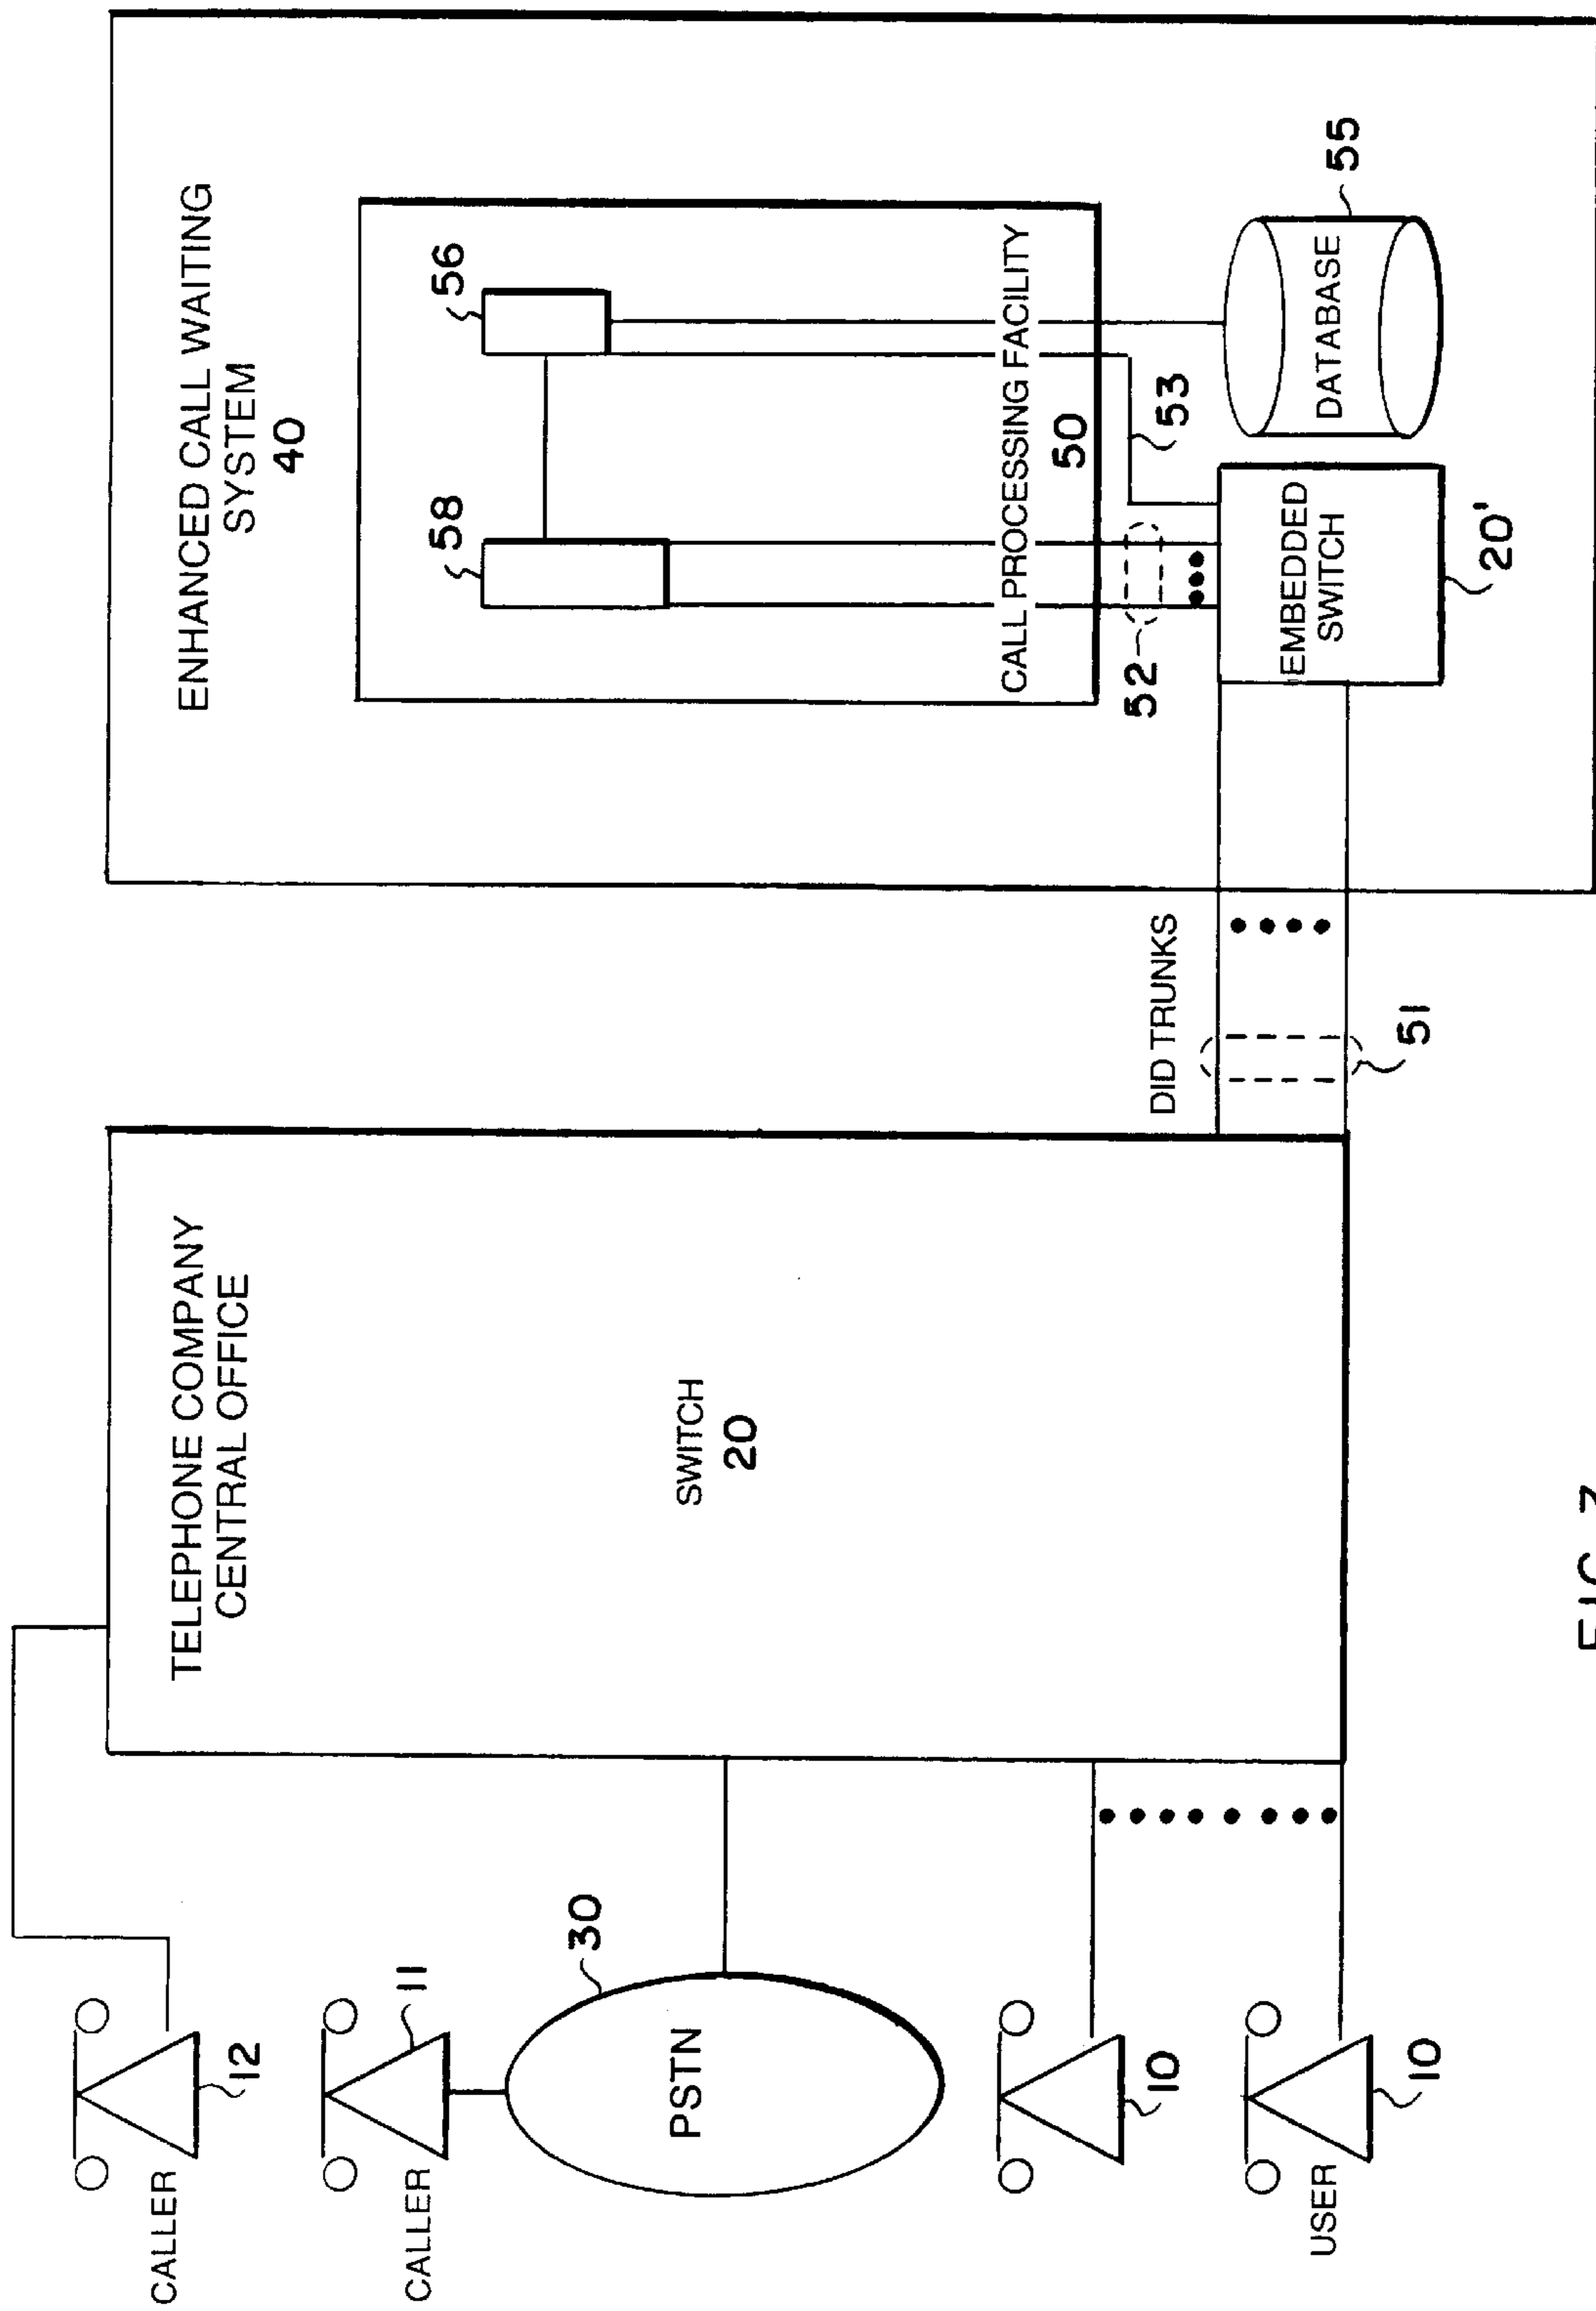 CALLER
12
CALLER
11
PSTN
30
10
USER
10
TELEPHONE COMPANY
CENTRAL OFFICE
SWITCH
20
DID TRUNKS
51
ENHANCED CALL WAITING
SYSTEM
40
58
56
CALL PROCESSING FACILITY
50
52
53
EMBEDDED
SWITCH
20'
DATABASE
55